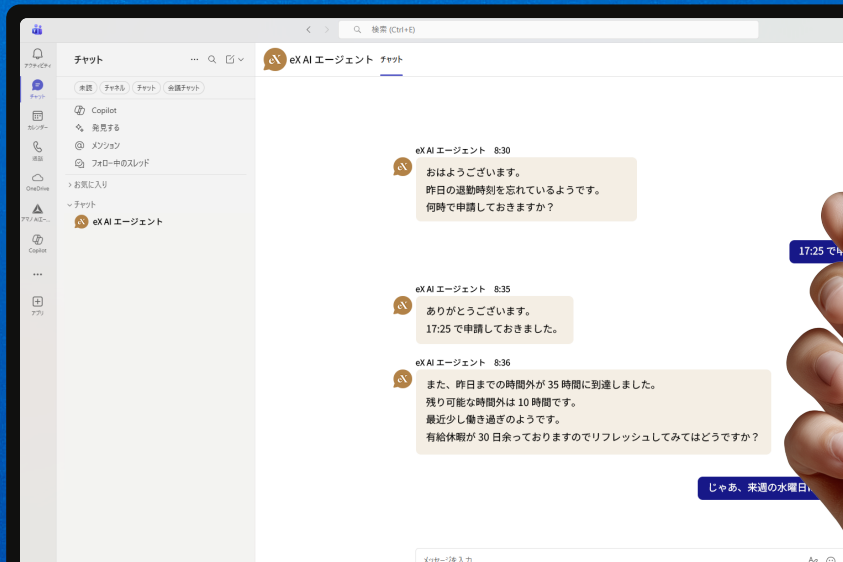 検索 (Ctrl+E)
アクティビティ
チャット
カレンダー
通話
OneDrive
Copilot
アプリ
チャット
未読
チャネル
チャット
会議チャット
Copilot
発見する
メンション
フォロー中のスレッド
お気に入り
チャット
eX AI エージェント
eX
eX AI エージェント
チャット
eX AI エージェント 8:30
おはようございます。
昨日の退勤時刻を忘れているようです。
何時で申請しておきますか？
17:25 で
eX AI エージェント 8:35
ありがとうございます。
17:25 で申請しておきました。
eX AI エージェント 8:36
また、昨日までの時間外が 35 時間に到達しました。
残り可能な時間外は 10 時間です。
最近少し働き過ぎのようです。
有給休暇が 30 日余っておりますのでリフレッシュしてみてはどうですか？
じゃあ、来週の水曜日
メッセージを入力